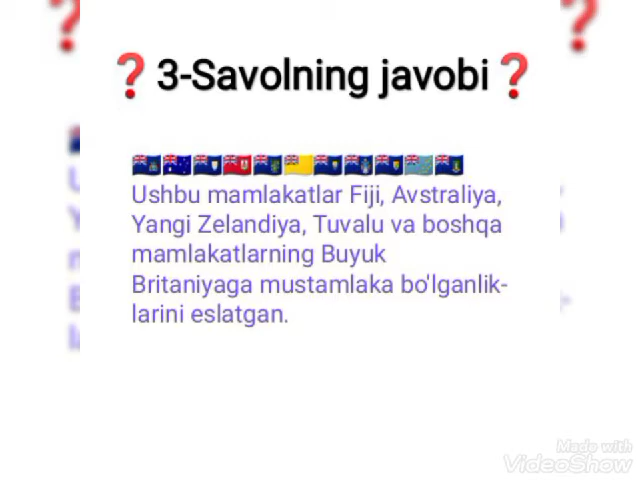 ❓3-Savolning javobi❓
Ushbu mamlakatlar Fiji, Avstraliya,
Yangi Zelandiya, Tuvalu va boshqa
mamlakatlarning Buyuk
Britaniyaga mustamlaka bo'lganlik-
larini eslatgan.
Made with
VideoShow